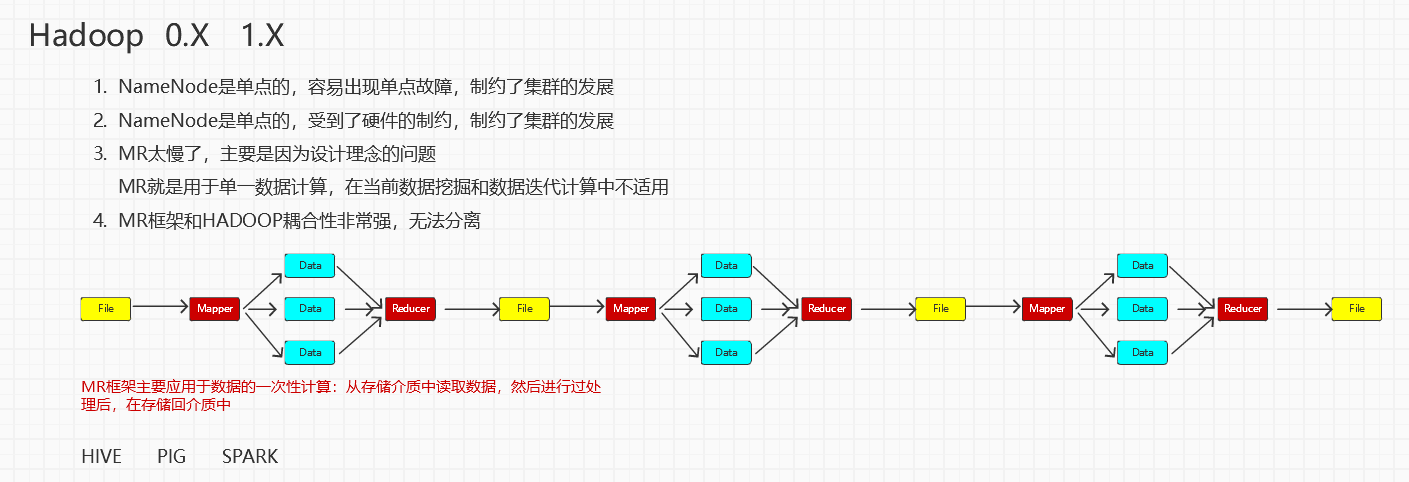 Hadoop 0.X 1.X
1. NameNode是单点的，容易出现单点故障，制约了集群的发展
2. NameNode是单点的，受到了硬件的制约，制约了集群的发展
3. MR太慢了，主要是因为设计理念的问题
MR就是用于单一数据计算，在当前数据挖掘和数据迭代计算中不适用
4. MR框架和HADOOP耦合性非常强，无法分离
Data Data Data
File Mapper Data Reducer File Mapper Data Reducer File Mapper Data Reducer File
Data Data Data
MR框架主要应用于数据的一次性计算：从存储介质中读取数据，然后进行过处
理后，在存储回介质中
HIVE PIG SPARK